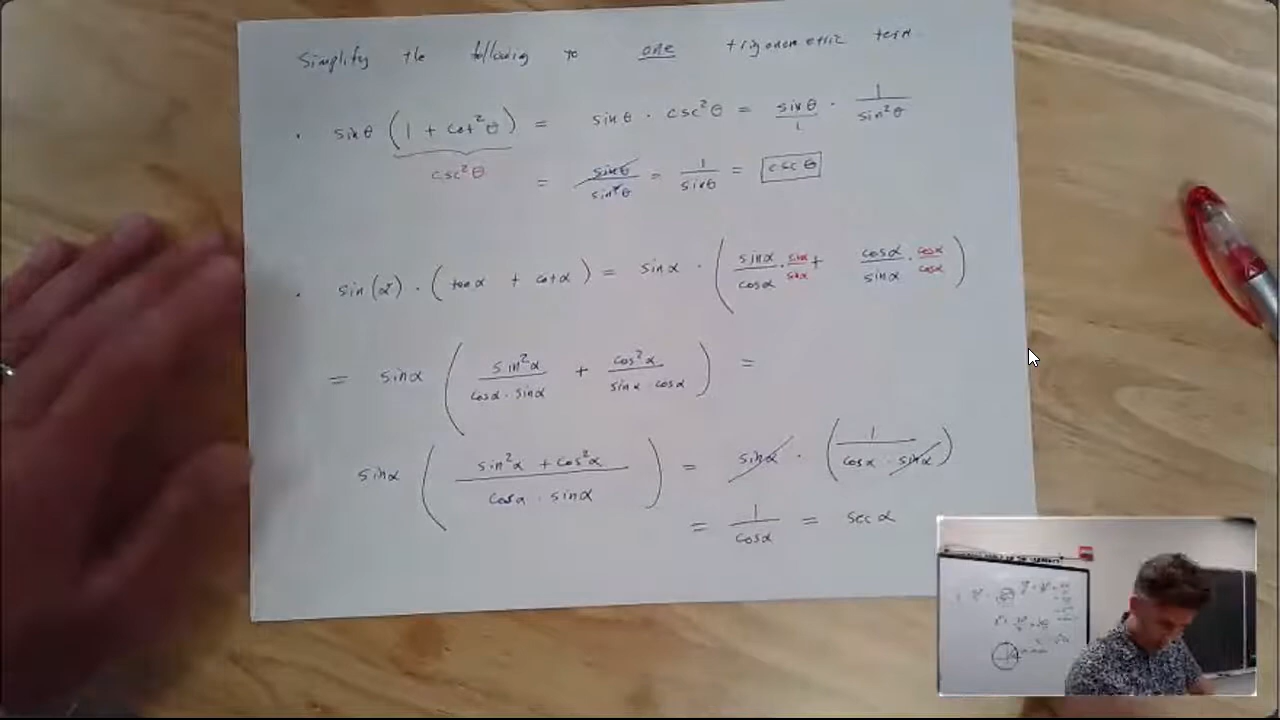 Simplify the following to one trigonometric term
• sinθ (1 + cot²θ) = sinθ · csc²θ = sinθ/1 · 1/sin²θ
csc²θ
= sinθ/sin²θ = 1/sinθ = cscθ
• sin(α) · (tanα + cotα) = sinα · (sinα/cosα · sinα/sinα + cosα/sinα · cosα/cosα)
= sinα (sin²α/cosα · sinα + cos²α/sinα · cosα) =
sinα (sin²α + cos²α/cosα · sinα) = sinα · (1/cosα · sinα)
= 1/cosα = secα